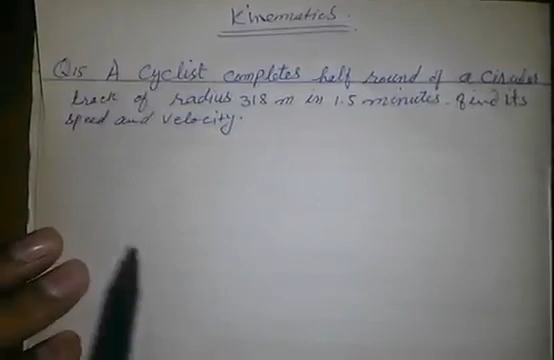 Kinematics.
Q15 A Cyclist completes half round of a Circular
track of radius 318 m in 1.5 minutes. find its
speed and velocity.